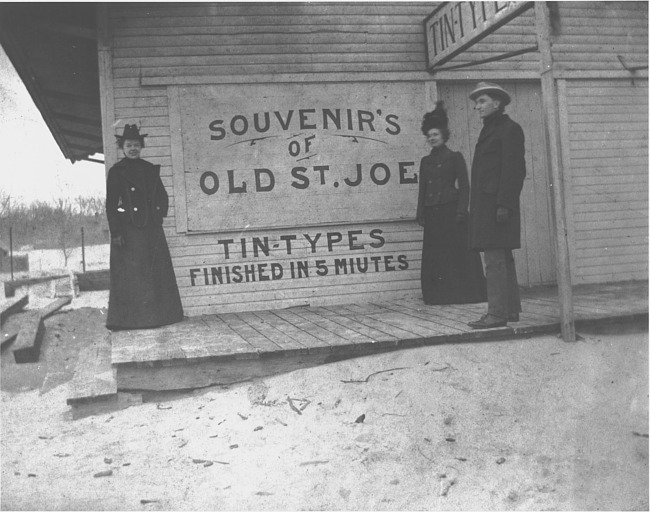 TIN-TYPES
SOUVENIR'S
OF
OLD ST. JOE
TIN-TYPES
FINISHED IN 5 MIUTES